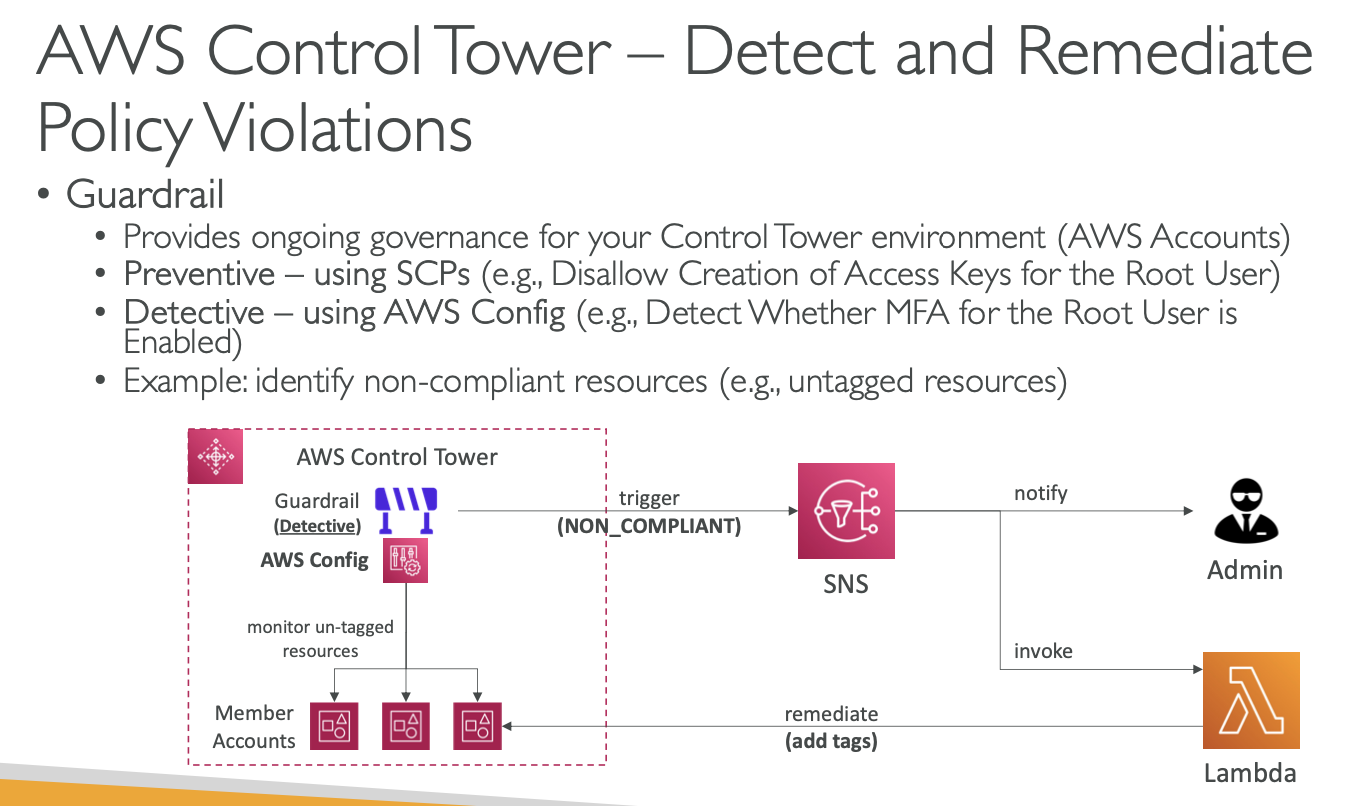 AWS Control Tower – Detect and Remediate
Policy Violations
• Guardrail
• Provides ongoing governance for your Control Tower environment (AWS Accounts)
• Preventive – using SCPs (e.g., Disallow Creation of Access Keys for the Root User)
• Detective – using AWS Config (e.g., Detect Whether MFA for the Root User is
Enabled)
• Example: identify non-compliant resources (e.g., untagged resources)
AWS Control Tower
Guardrail
(Detective)
AWS Config
monitor un-tagged
resources
Member
Accounts
trigger
(NON_COMPLIANT)
SNS
notify
Admin
invoke
Lambda
remediate
(add tags)